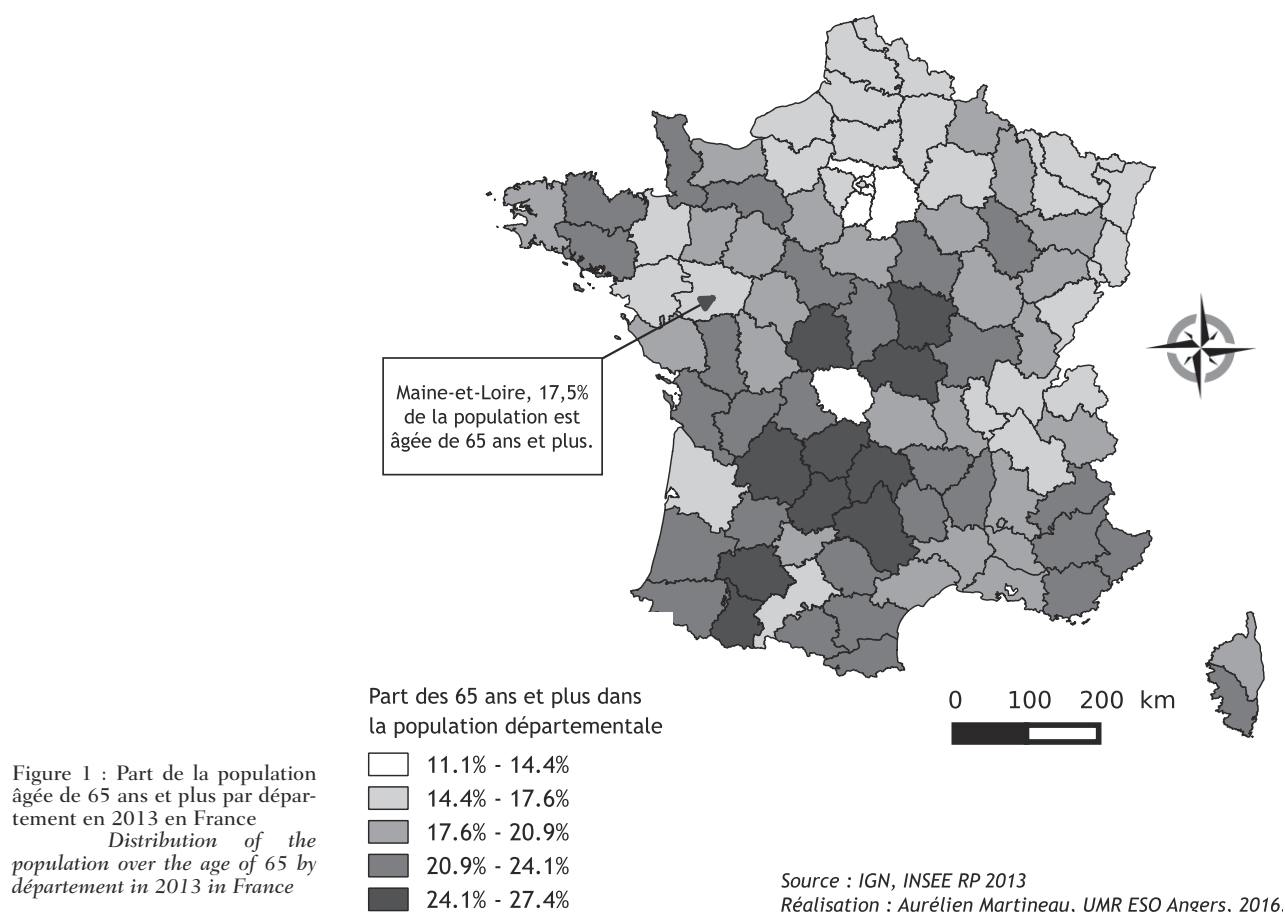 Maine-et-Loire, 17,5%
de la population est
âgée de 65 ans et plus.
Part des 65 ans et plus dans
la population départementale
11.1% - 14.4%
14.4% - 17.6%
17.6% - 20.9%
20.9% - 24.1%
24.1% - 27.4%
0 100 200 km
Figure 1 : Part de la population
âgée de 65 ans et plus par dépar-
tement en 2013 en France
Distribution of the
population over the age of 65 by
département in 2013 in France
Source : IGN, INSEE RP 2013
Réalisation : Aurélien Martineau, UMR ESO Angers, 2016.